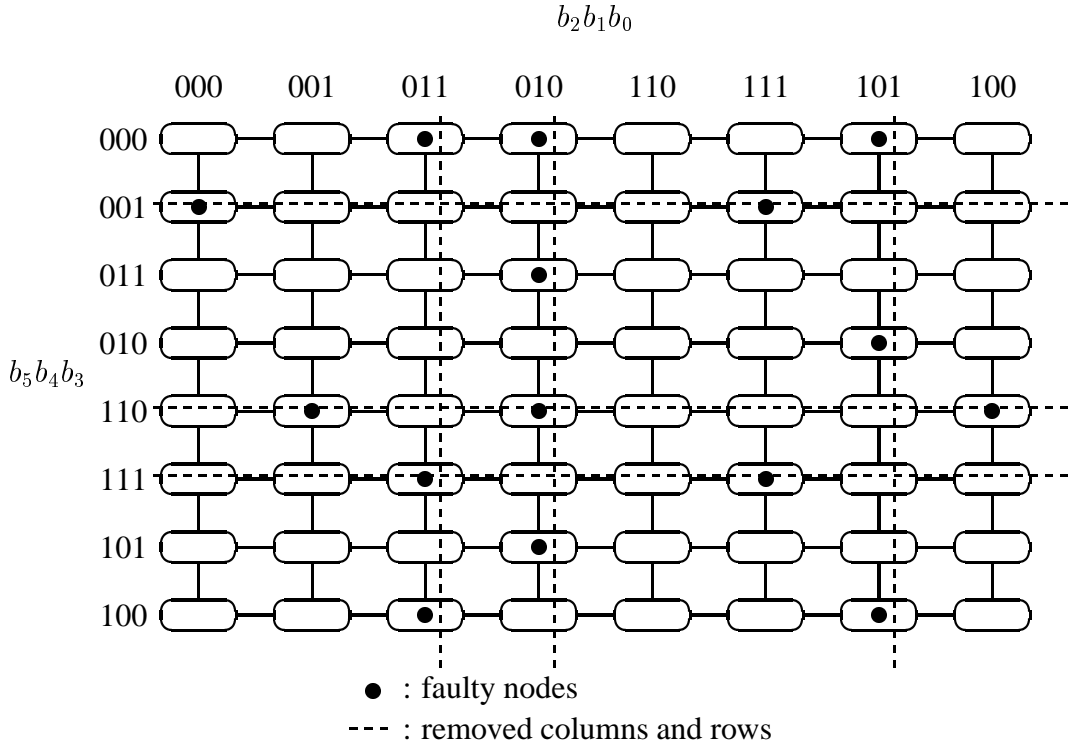 b₂b₁b₀
000 001 011 010 110 111 101 100
000
001
011
010
b₅b₄b₃
110
111
101
100
: faulty nodes
: removed columns and rows